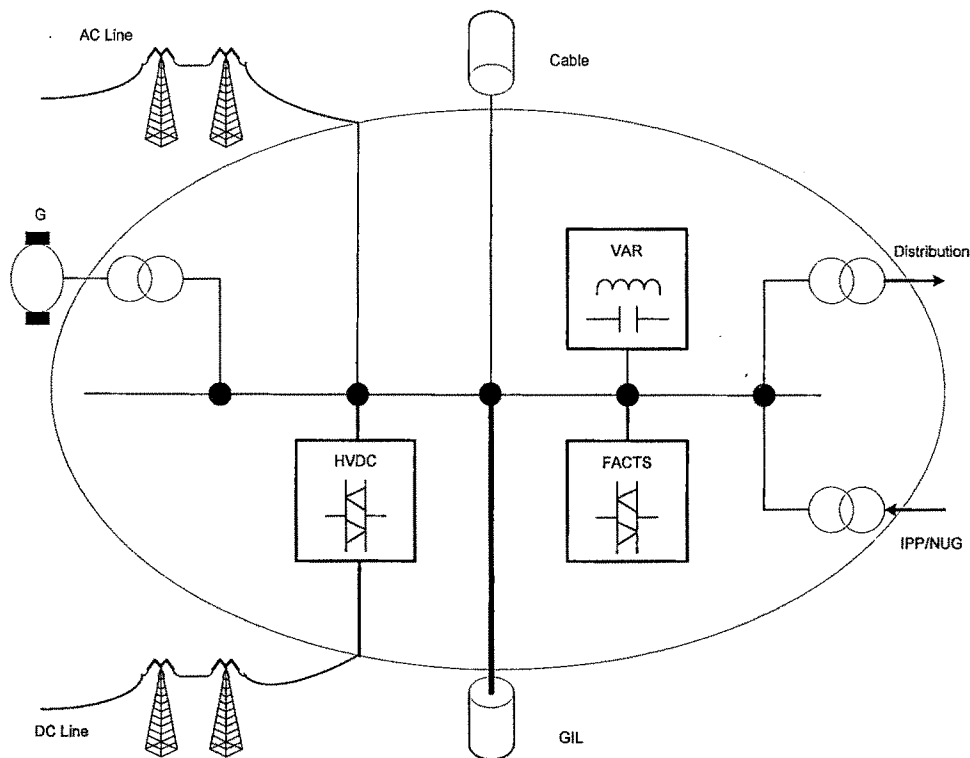 AC Line
Cable
G
VAR
Distribution
HVDC
FACTS
IPP/NUG
DC Line
GIL